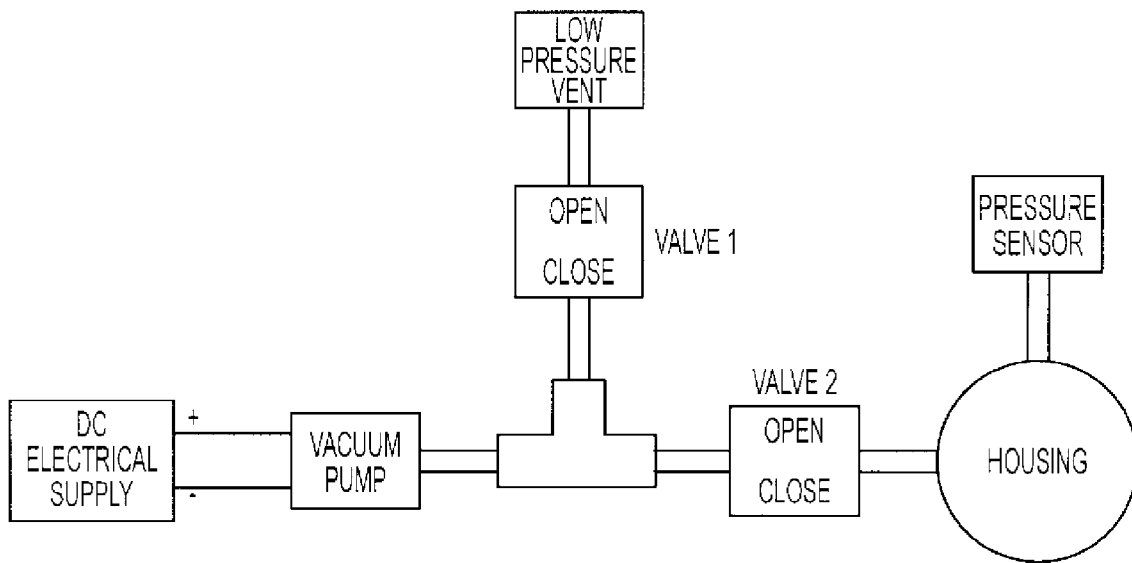 LOW
PRESSURE
VENT
OPEN
CLOSE
VALVE 1
PRESSURE
SENSOR
VALVE 2
DC
ELECTRICAL
SUPPLY
+
-
VACUUM
PUMP
OPEN
CLOSE
HOUSING